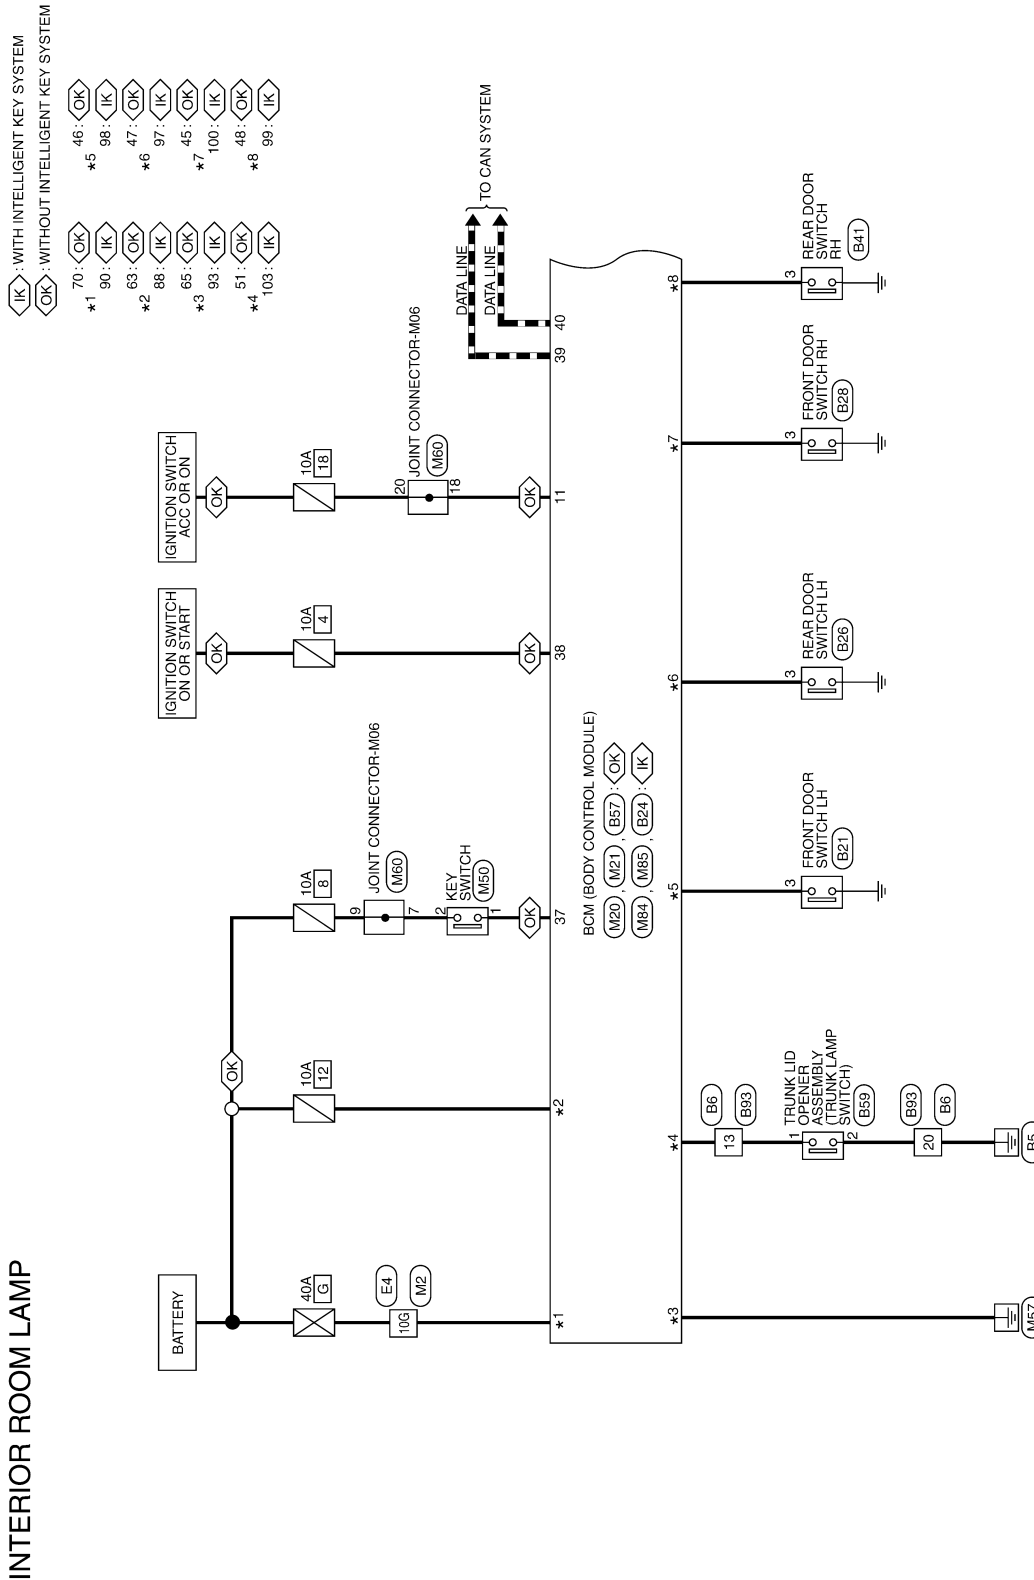 INTERIOR ROOM LAMP
IK : WITH INTELLIGENT KEY SYSTEM
OK : WITHOUT INTELLIGENT KEY SYSTEM
*1 70 : OK
90 : IK
*2 63 : OK
88 : IK
*3 65 : OK
93 : IK
*4 51 : OK
103 : IK
*5 46 : OK
98 : IK
*6 47 : OK
97 : IK
*7 45 : OK
100 : IK
*8 48 : OK
99 : IK
BATTERY
IGNITION SWITCH
ON OR START
IGNITION SWITCH
ACC OR ON
OK
OK
OK
40A
G
10A
12
10A
8
10A
4
10A
18
10G
E4
M2
9
JOINT CONNECTOR-M06
M60
7
2
KEY
SWITCH
M50
1
20
JOINT CONNECTOR-M06
M60
18
OK
OK
OK
DATA LINE
DATA LINE
TO CAN SYSTEM
*1
*2
37
38
11
39
40
BCM (BODY CONTROL MODULE)
M20 , M21 , B57 : OK
M84 , M85 , B24 : IK
*3
*4
*5
*6
*7
*8
13
B6
B93
1
TRUNK LID
OPENER
ASSEMBLY
(TRUNK LAMP
SWITCH)
B59
2
20
B93
B6
3
FRONT DOOR
SWITCH LH
B21
3
REAR DOOR
SWITCH LH
B26
3
FRONT DOOR
SWITCH RH
B28
3
REAR DOOR
SWITCH
RH
B41
M57